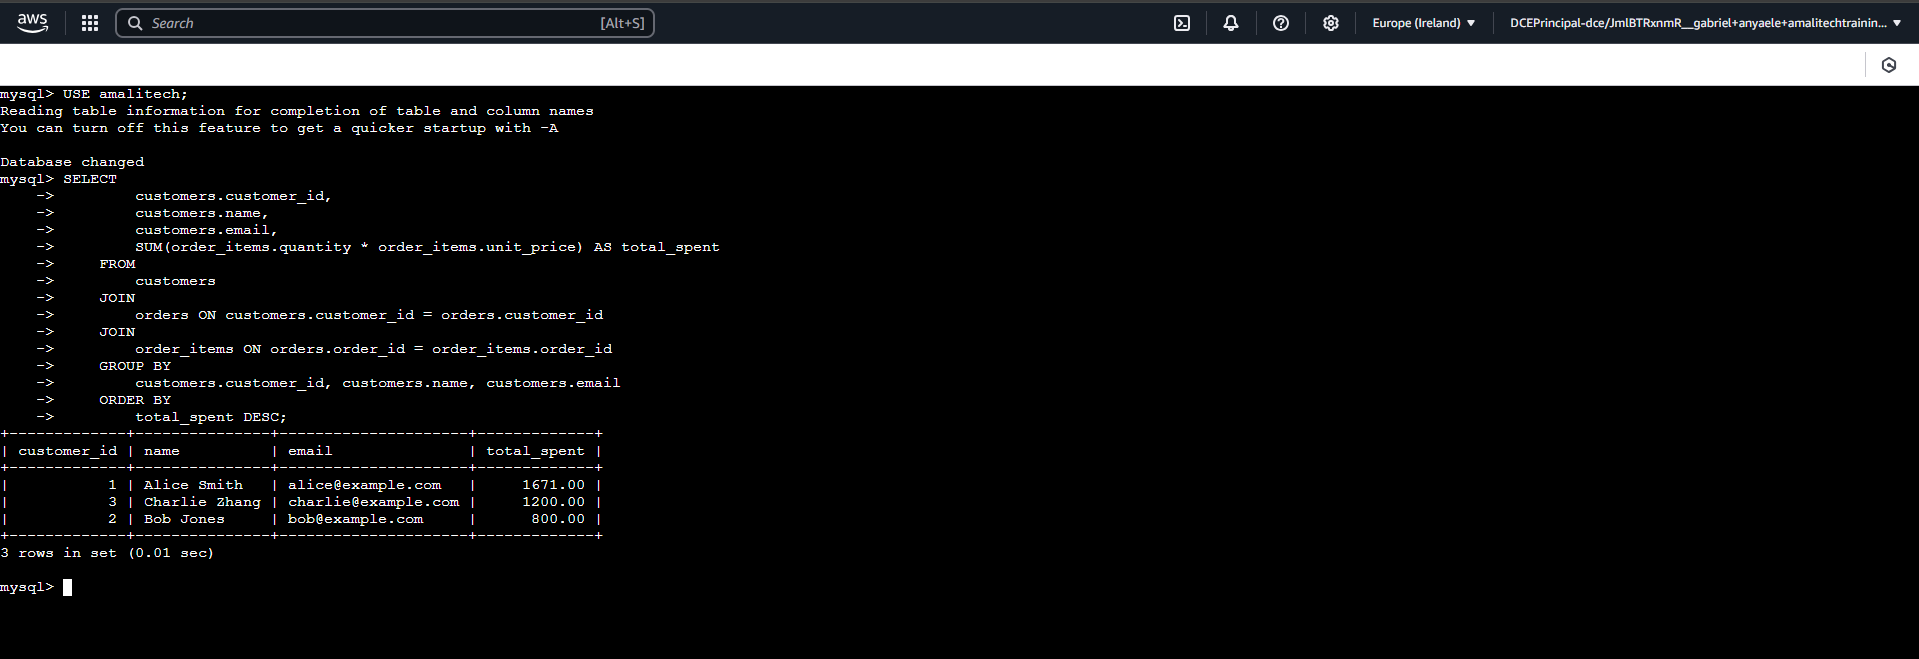 aws
Search [Alt+S]
Europe (Ireland)
DCEPrincipal-dce/JmlBTRxnmR__gabriel+anyaele+amalitechtrainin...
mysql> USE amalitech;
Reading table information for completion of table and column names
You can turn off this feature to get a quicker startup with -A
Database changed
mysql> SELECT
    ->         customers.customer_id,
    ->         customers.name,
    ->         customers.email,
    ->         SUM(order_items.quantity * order_items.unit_price) AS total_spent
    ->     FROM
    ->         customers
    ->     JOIN
    ->         orders ON customers.customer_id = orders.customer_id
    ->     JOIN
    ->         order_items ON orders.order_id = order_items.order_id
    ->     GROUP BY
    ->         customers.customer_id, customers.name, customers.email
    ->     ORDER BY
    ->         total_spent DESC;
+-------------+---------------+---------------------+-------------+
| customer_id | name          | email               | total_spent |
+-------------+---------------+---------------------+-------------+
|           1 | Alice Smith   | alice@example.com   |     1671.00 |
|           3 | Charlie Zhang | charlie@example.com |     1200.00 |
|           2 | Bob Jones     | bob@example.com     |      800.00 |
+-------------+---------------+---------------------+-------------+
3 rows in set (0.01 sec)
mysql>